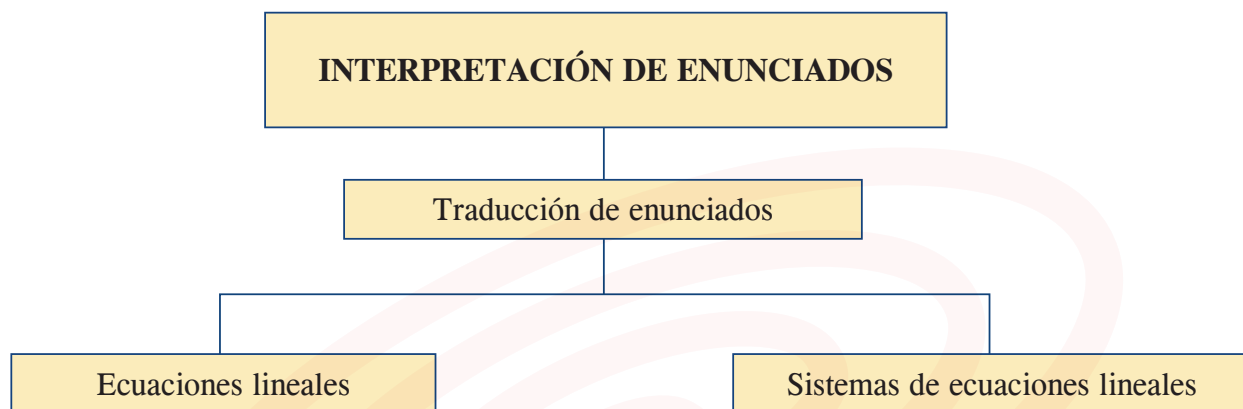 INTERPRETACIÓN DE ENUNCIADOS
Traducción de enunciados
Ecuaciones lineales
Sistemas de ecuaciones lineales